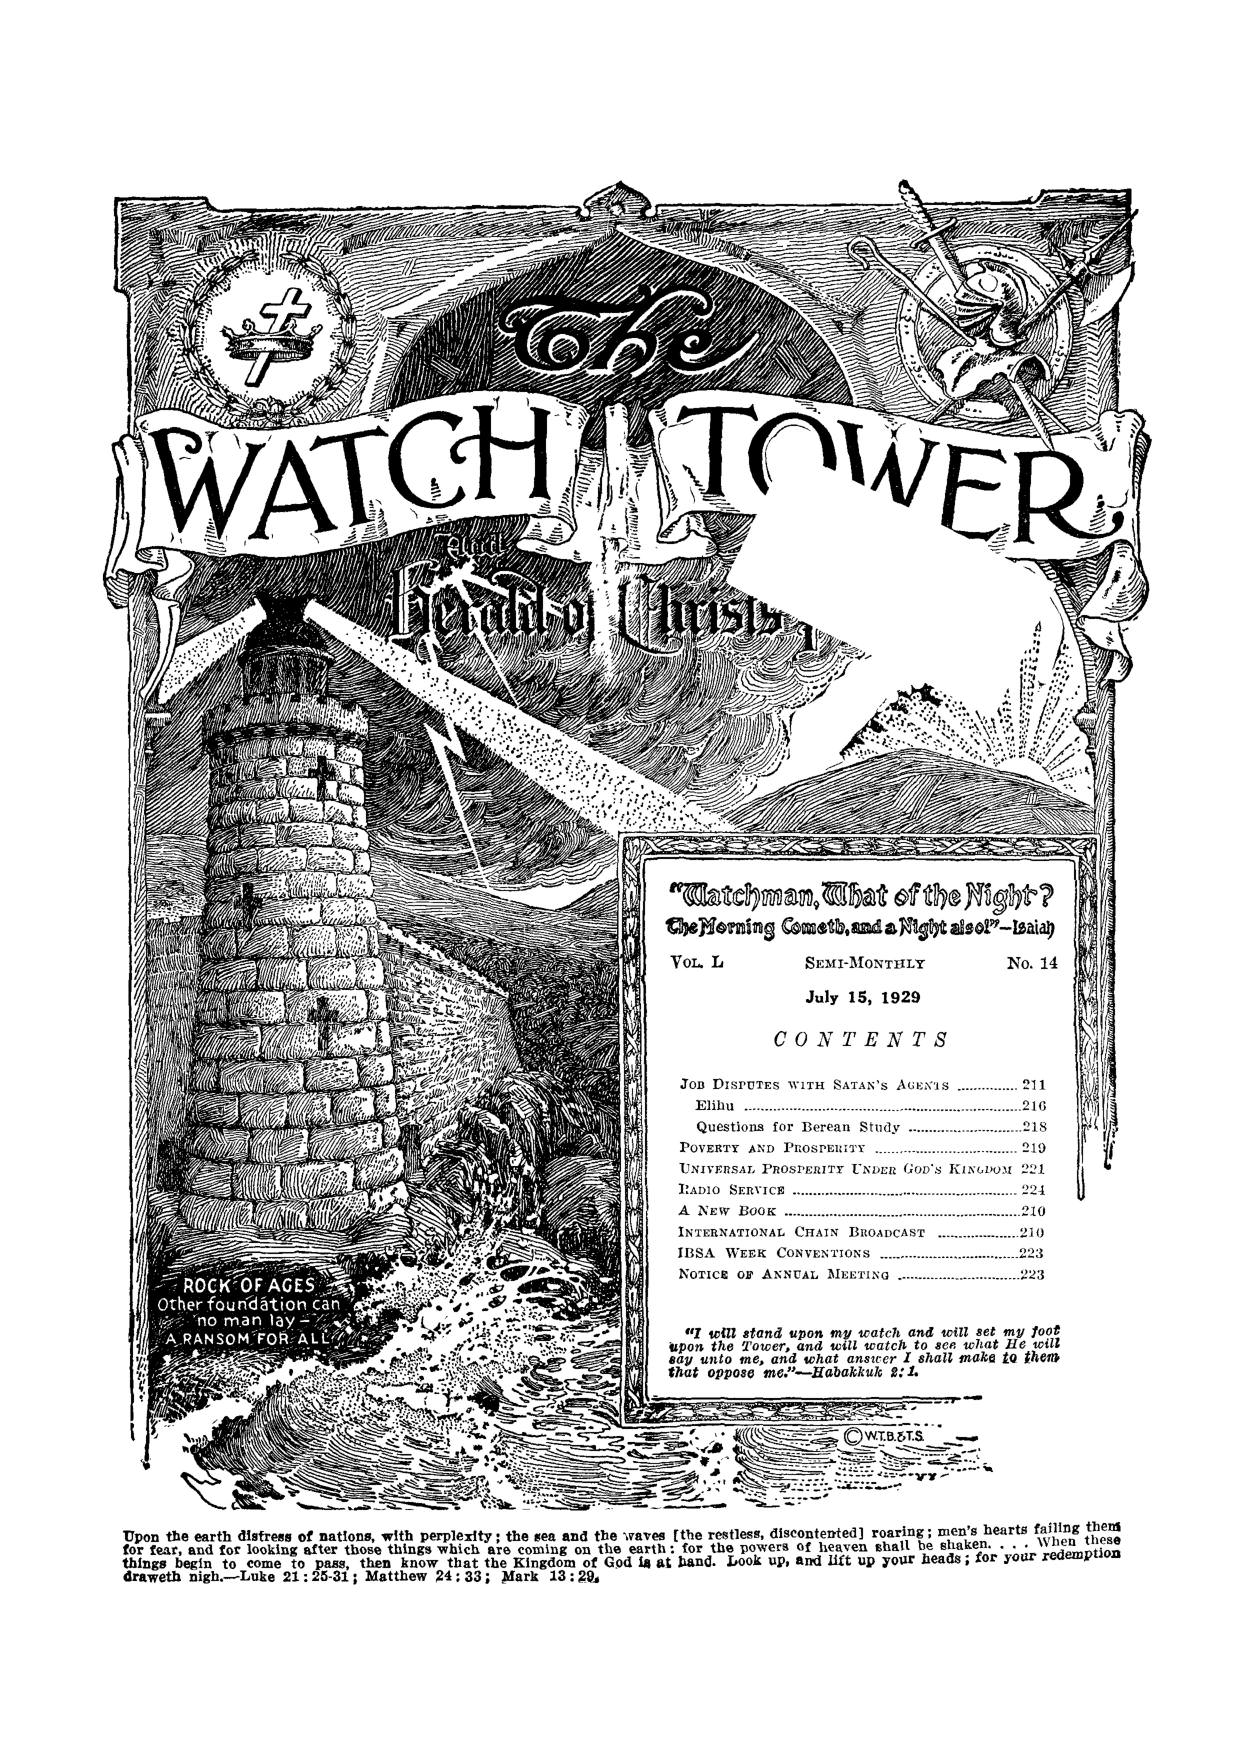 The
WATCH TOWER
And
Herald of Christs
"Watchman, What of the Night?
The Morning Cometh, and a Night also!"—Isaiah
VOL. L SEMI-MONTHLY No. 14
July 15, 1929
CONTENTS
JOB DISPUTES WITH SATAN'S AGENTS 211
Elihu 216
Questions for Berean Study 218
POVERTY AND PROSPERITY 219
UNIVERSAL PROSPERITY UNDER GOD'S KINGDOM 221
RADIO SERVICE 224
A NEW BOOK 210
INTERNATIONAL CHAIN BROADCAST 210
IBSA WEEK CONVENTIONS 223
NOTICE OF ANNUAL MEETING 223
"I will stand upon my watch and will set my foot
upon the Tower, and will watch to see what He will
say unto me, and what answer I shall make to them
that oppose me."—Habakkuk 2:1.
ROCK OF AGES
Other foundation can
no man lay—
A RANSOM FOR ALL
©W.T.B.&T.S.
Upon the earth distress of nations, with perplexity; the sea and the waves [the restless, discontented] roaring; men's hearts failing them
for fear, and for looking after those things which are coming on the earth: for the powers of heaven shall be shaken. . . . When these
things begin to come to pass, then know that the Kingdom of God is at hand. Look up, and lift up your heads; for your redemption
draweth nigh.—Luke 21:25-31; Matthew 24:33; Mark 13:29.